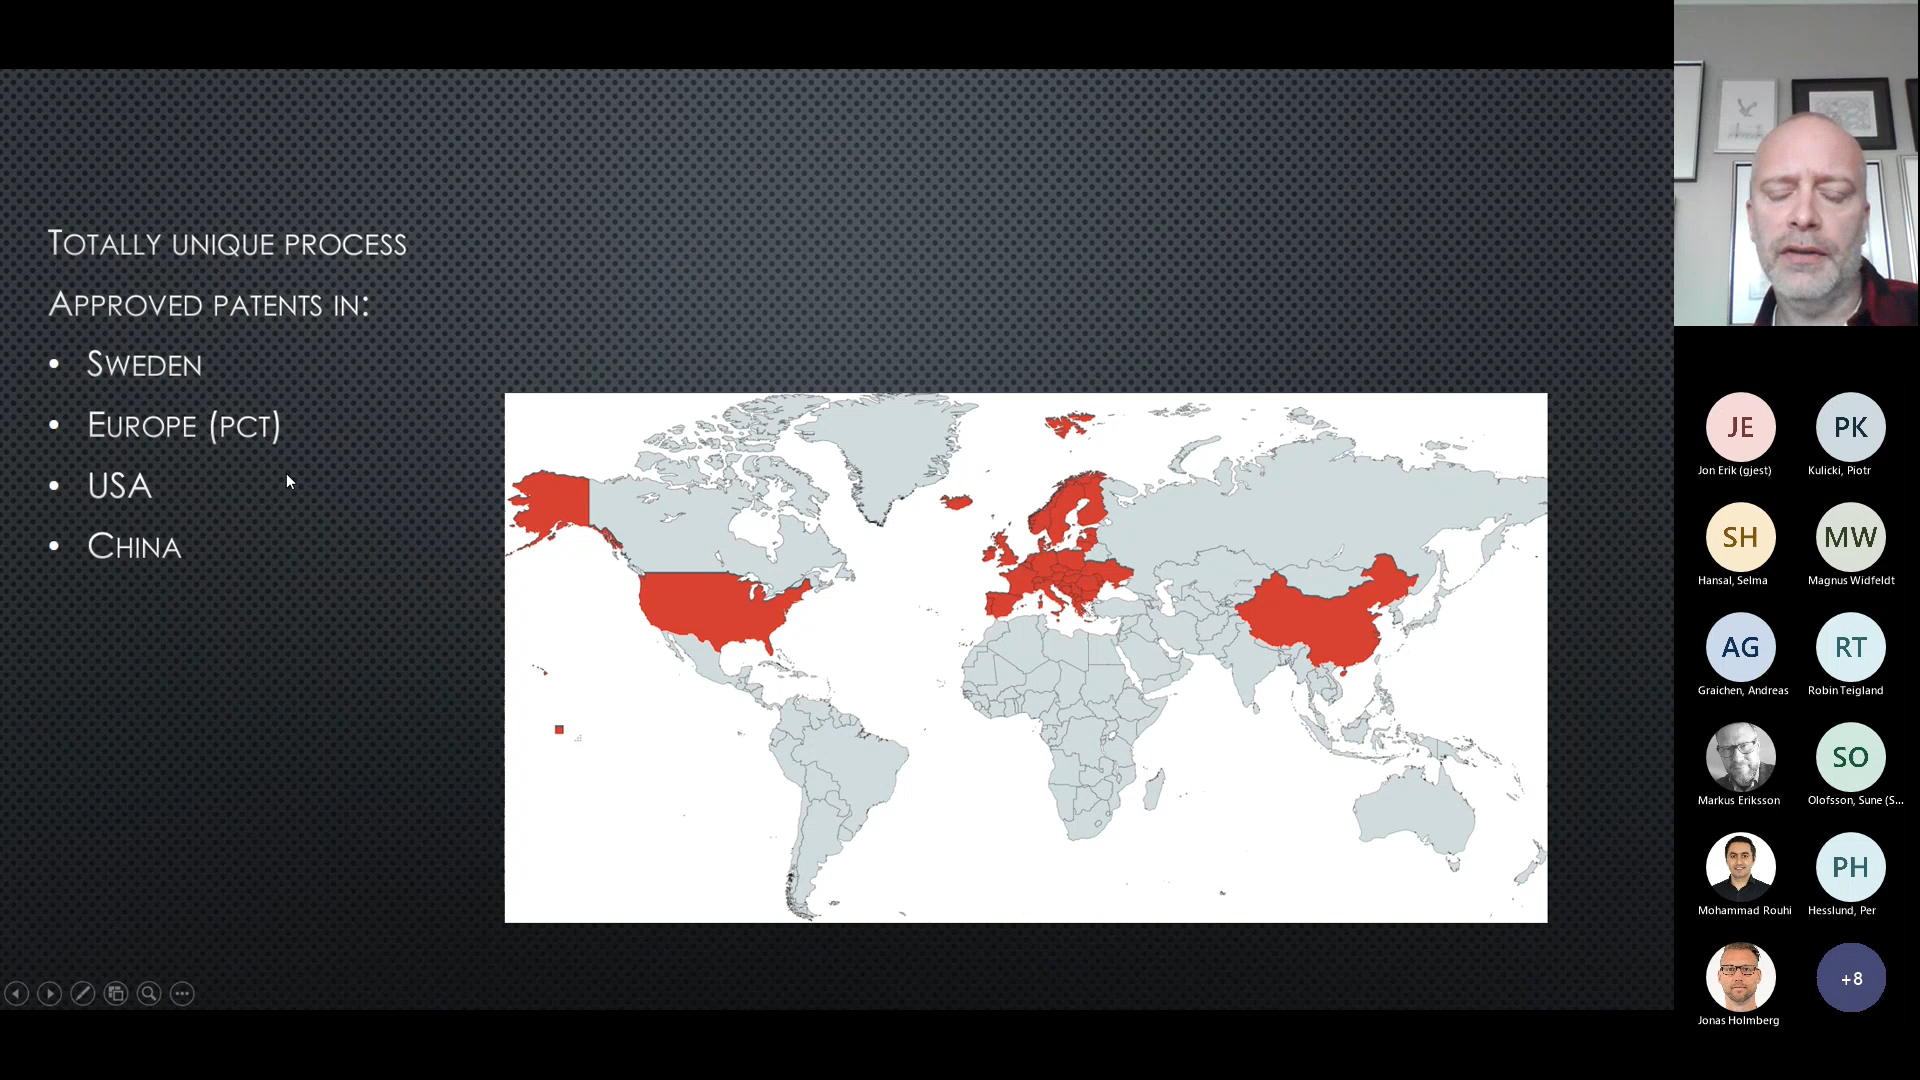 TOTALLY UNIQUE PROCESS
APPROVED PATENTS IN:
• SWEDEN
• EUROPE (PCT)
• USA
• CHINA
JE
Jon Erik (gjest)
PK
Kulicki, Piotr
SH
Hansal, Selma
MW
Magnus Widfeldt
AG
Graichen, Andreas
RT
Robin Teigland
Markus Eriksson
SO
Olofsson, Sune (S...
Mohammad Rouhi
PH
Hesslund, Per
Jonas Holmberg
+8